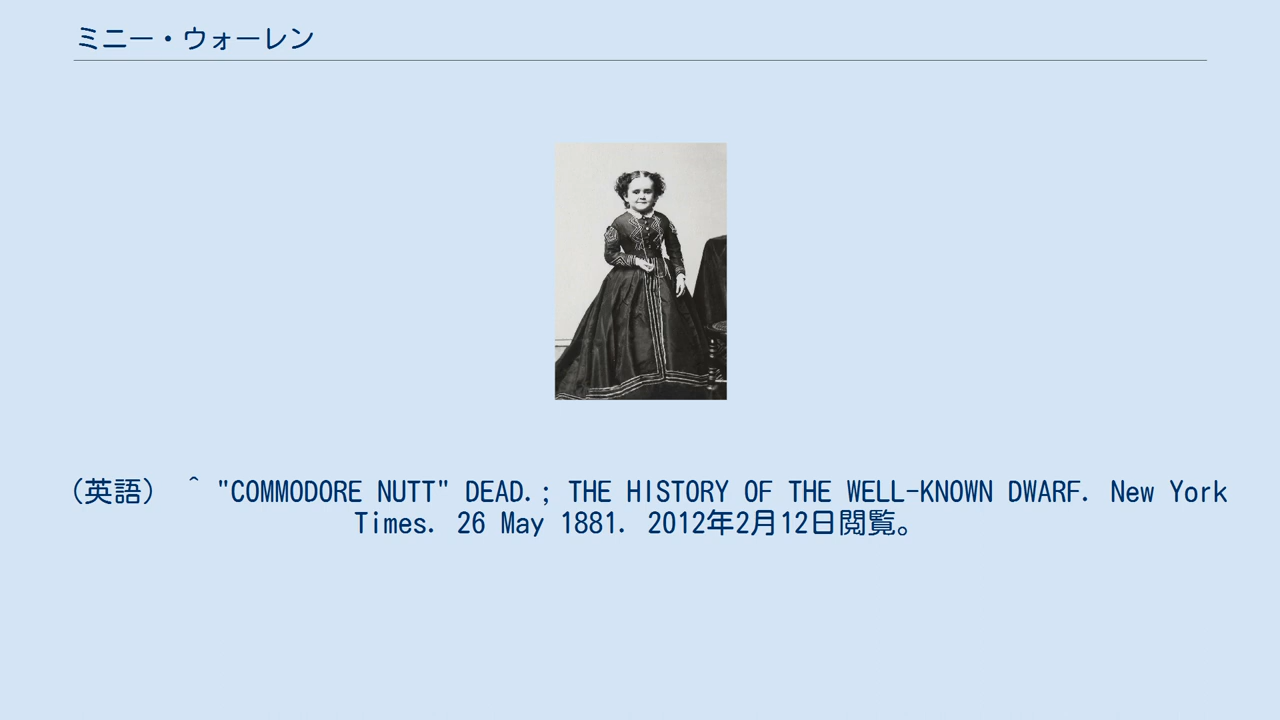 ミニー・ウォーレン
(英語) ^ "COMMODORE NUTT" DEAD.; THE HISTORY OF THE WELL-KNOWN DWARF. New York
Times. 26 May 1881. 2012年2月12日閲覧。